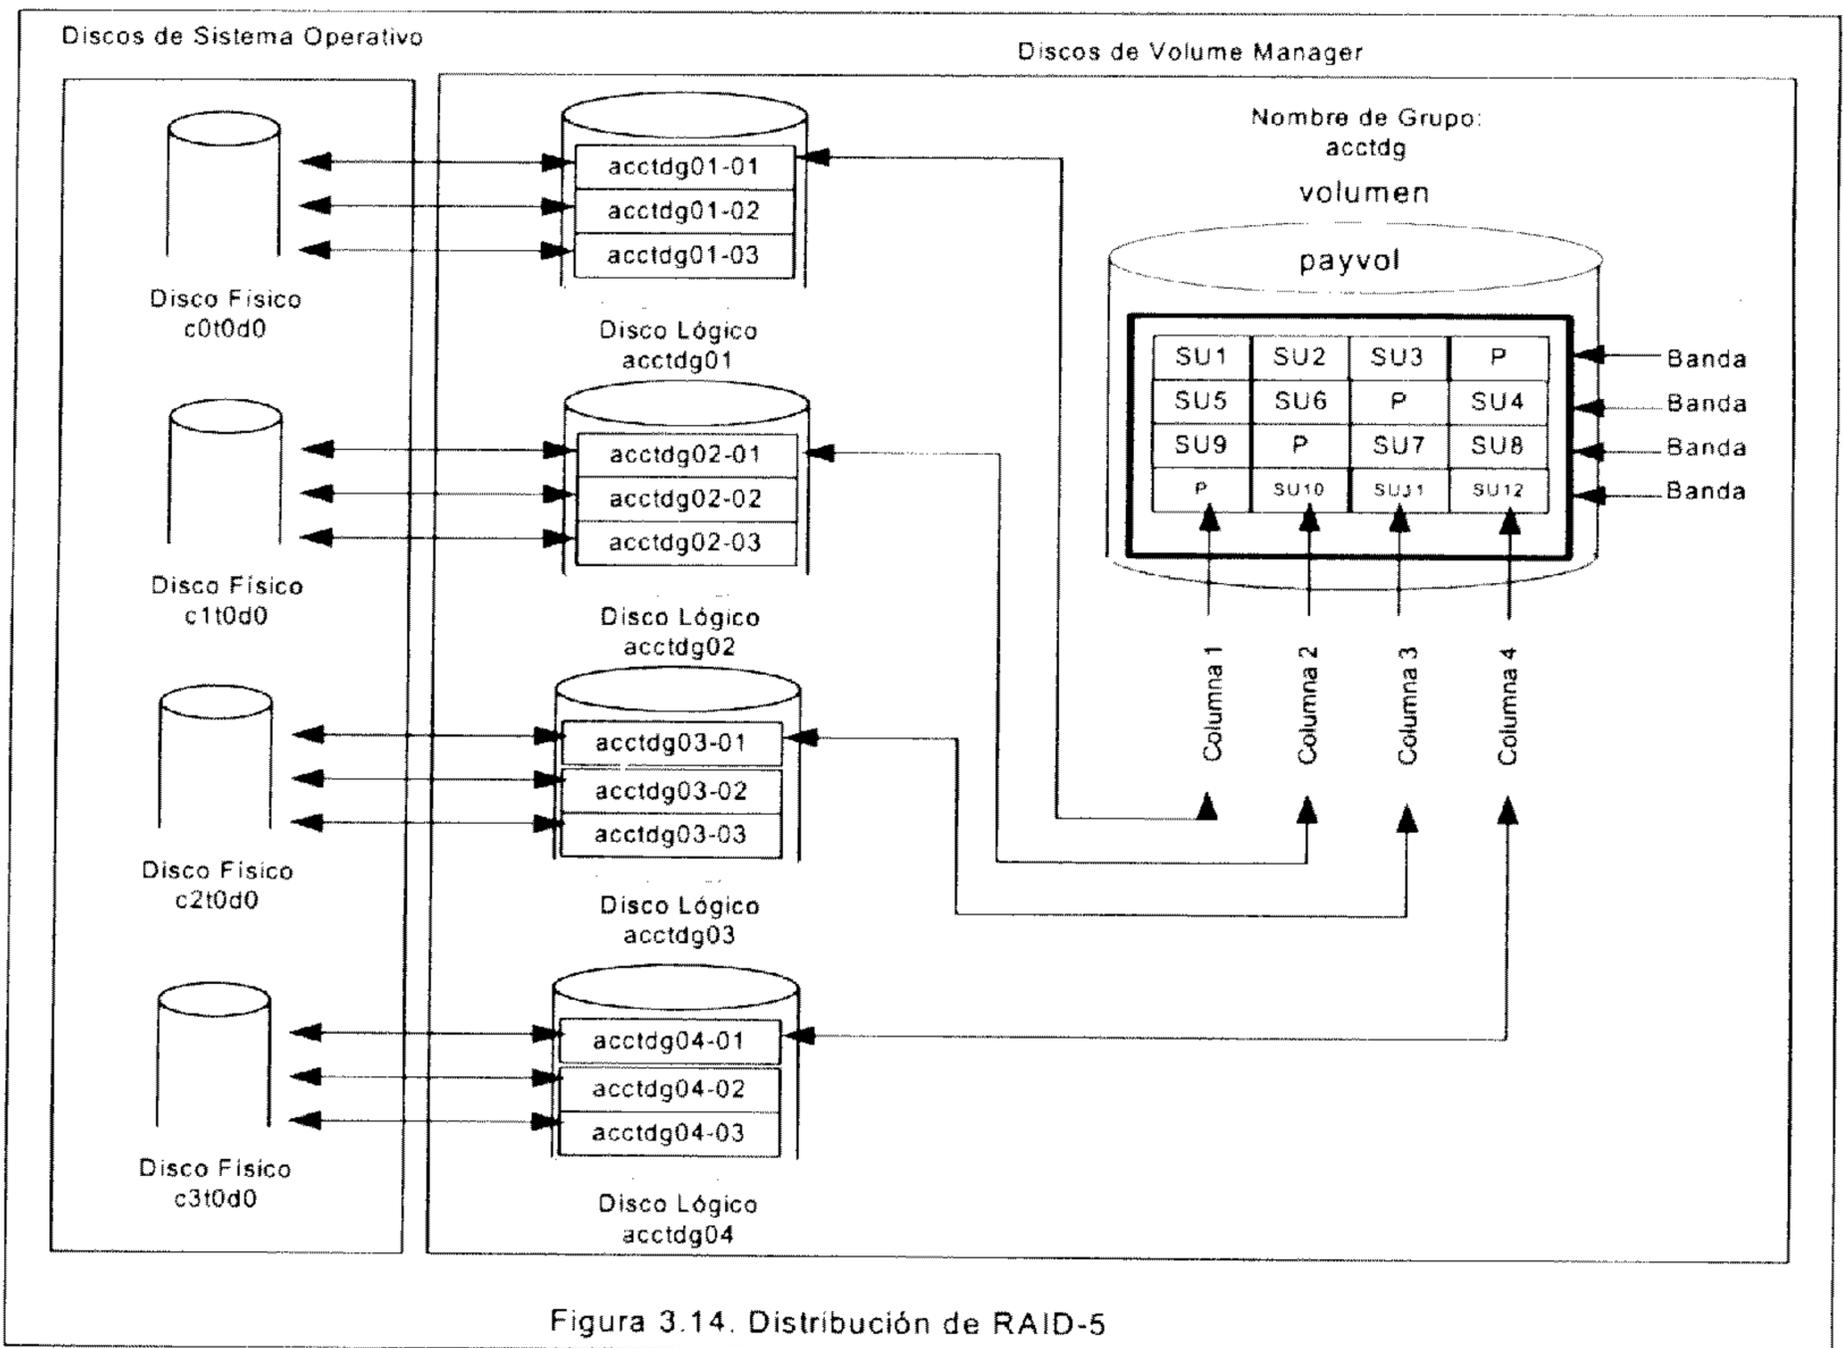 Discos de Sistema Operativo
Discos de Volume Manager
Disco Físico
c0t0d0
Disco Físico
c1t0d0
Disco Físico
c2t0d0
Disco Físico
c3t0d0
acctdg01-01
acctdg01-02
acctdg01-03
Disco Lógico
acctdg01
acctdg02-01
acctdg02-02
acctdg02-03
Disco Lógico
acctdg02
acctdg03-01
acctdg03-02
acctdg03-03
Disco Lógico
acctdg03
acctdg04-01
acctdg04-02
acctdg04-03
Disco Lógico
acctdg04
Nombre de Grupo:
acctdg
volumen
payvol
SU1 SU2 SU3 P Banda
SU5 SU6 P SU4 Banda
SU9 P SU7 SU8 Banda
P SU10 SU11 SU12 Banda
Columna 1
Columna 2
Columna 3
Columna 4
Figura 3.14. Distribución de RAID-5